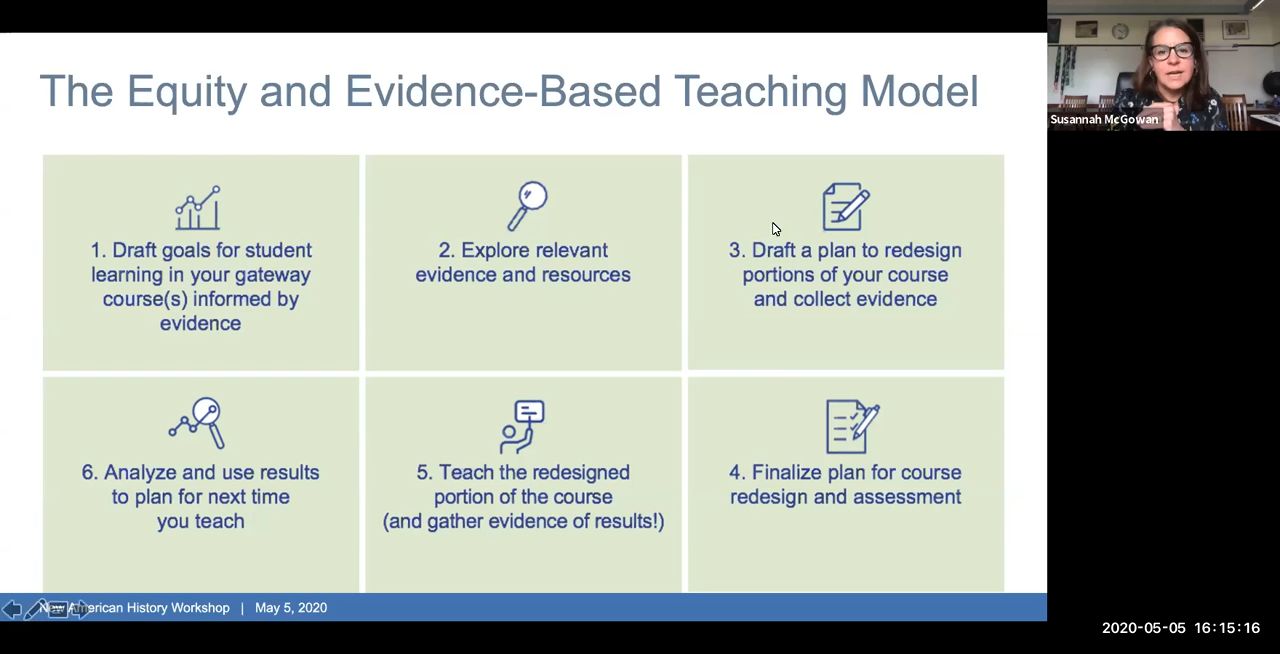 The Equity and Evidence-Based Teaching Model
Susannah McGowan
1. Draft goals for student
learning in your gateway
course(s) informed by
evidence
2. Explore relevant
evidence and resources
3. Draft a plan to redesign
portions of your course
and collect evidence
6. Analyze and use results
to plan for next time
you teach
5. Teach the redesigned
portion of the course
(and gather evidence of results!)
4. Finalize plan for course
redesign and assessment
New American History Workshop | May 5, 2020
2020-05-05 16:15:16